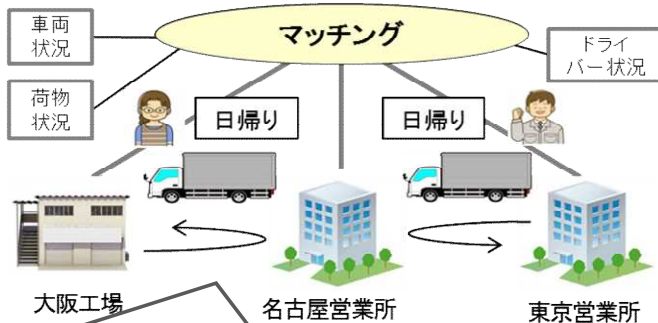 車両
状況
マッチング
ドライ
バー状況
荷物
状況
日帰り
日帰り
大阪工場
名古屋営業所
東京営業所